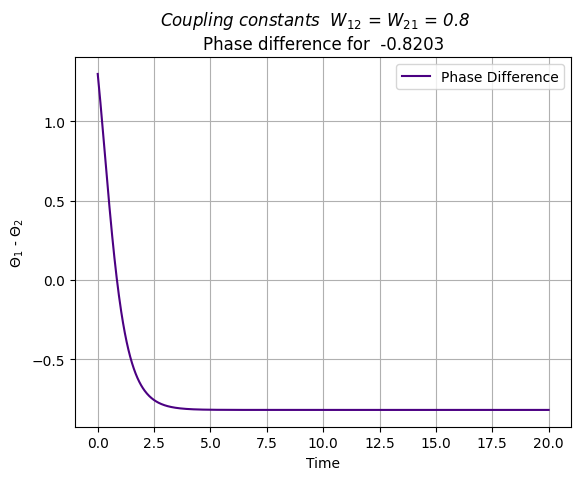 Coupling constants W₁₂ = W₂₁ = 0.8
Phase difference for -0.8203
Phase Difference
Θ₁ - Θ₂
1.0
0.5
0.0
−0.5
0.0 2.5 5.0 7.5 10.0 12.5 15.0 17.5 20.0
Time